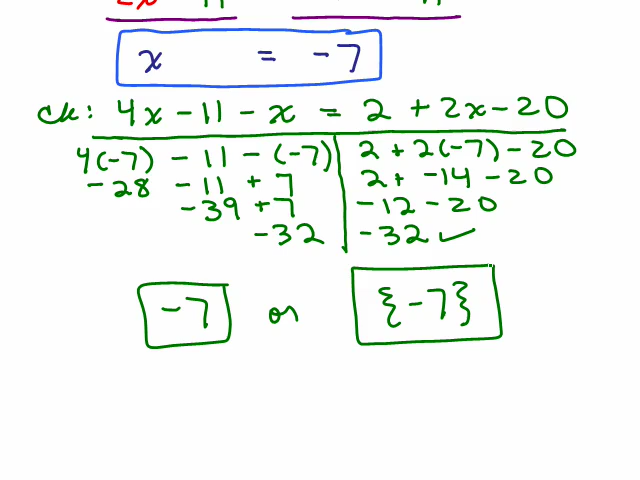 x = -7
ck: 4x - 11 - x = 2 + 2x - 20
4(-7) - 11 - (-7) | 2 + 2(-7) - 20
-28 - 11 + 7 | 2 + -14 - 20
-39 + 7 | -12 - 20
-32 | -32 ✓
-7 or {-7}